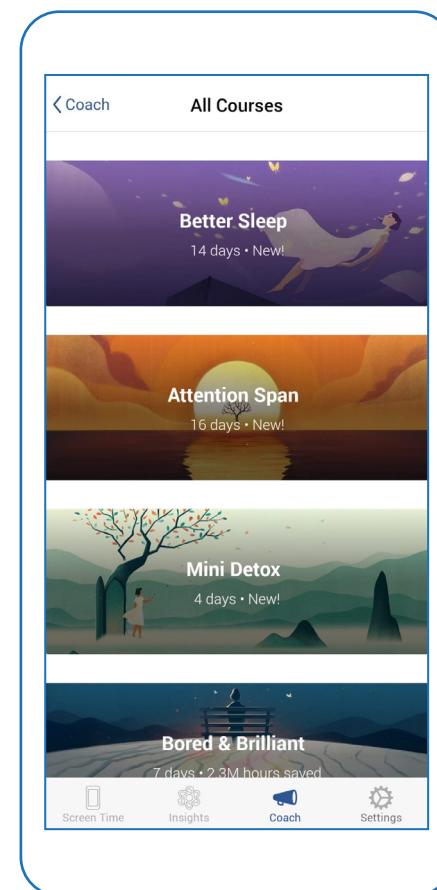 Coach
All Courses
Better Sleep
14 days • New!
Attention Span
16 days • New!
Mini Detox
4 days • New!
Bored & Brilliant
7 days • 2.3M hours saved
Screen Time
Insights
Coach
Settings